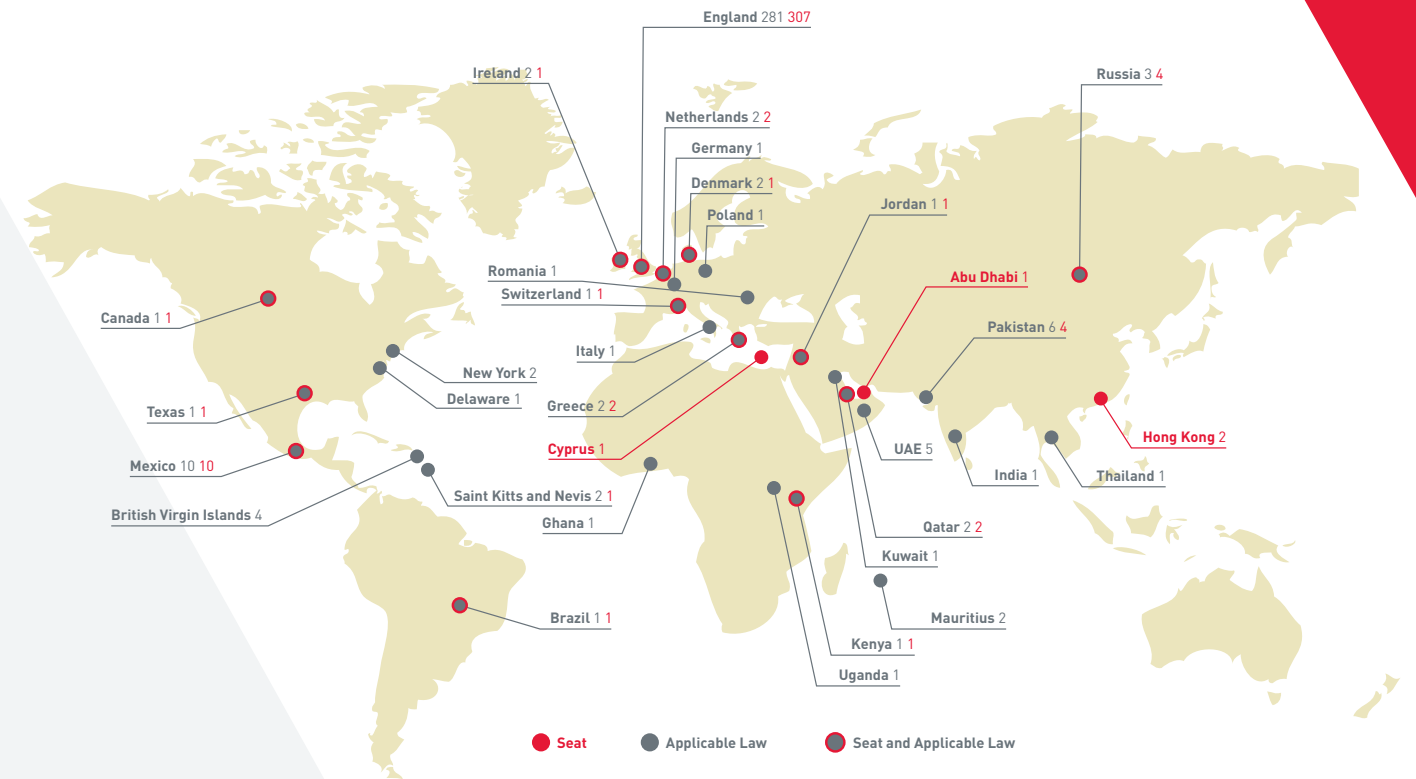 England 281 307
Ireland 2 1
Russia 3 4
Netherlands 2 2
Germany 1
Denmark 2 1
Jordan 1 1
Poland 1
Romania 1
Abu Dhabi 1
Switzerland 1 1
Canada 1 1
Pakistan 6 4
Italy 1
New York 2
Delaware 1
Greece 2 2
Texas 1 1
Hong Kong 2
Cyprus 1
UAE 5
Mexico 10 10
India 1
Thailand 1
Saint Kitts and Nevis 2 1
British Virgin Islands 4
Ghana 1
Qatar 2 2
Kuwait 1
Brazil 1 1
Mauritius 2
Kenya 1 1
Uganda 1
Seat
Applicable Law
Seat and Applicable Law